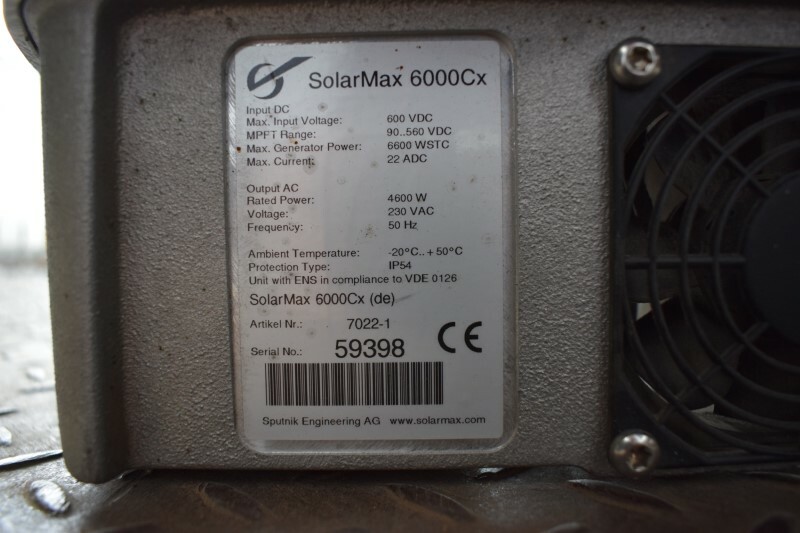 SolarMax 6000Cx
Input DC
Max. Input Voltage: 600 VDC
MPFT Range: 90..560 VDC
Max. Generator Power: 6600 WSTC
Max. Current: 22 ADC
Output AC
Rated Power: 4600 W
Voltage: 230 VAC
Frequency: 50 Hz
Ambient Temperature: -20°C..+50°C
Protection Type: IP54
Unit with ENS in compliance to VDE 0126
SolarMax 6000Cx (de)
Artikel Nr.: 7022-1
Serial No.: 59398
CE
Sputnik Engineering AG www.solarmax.com